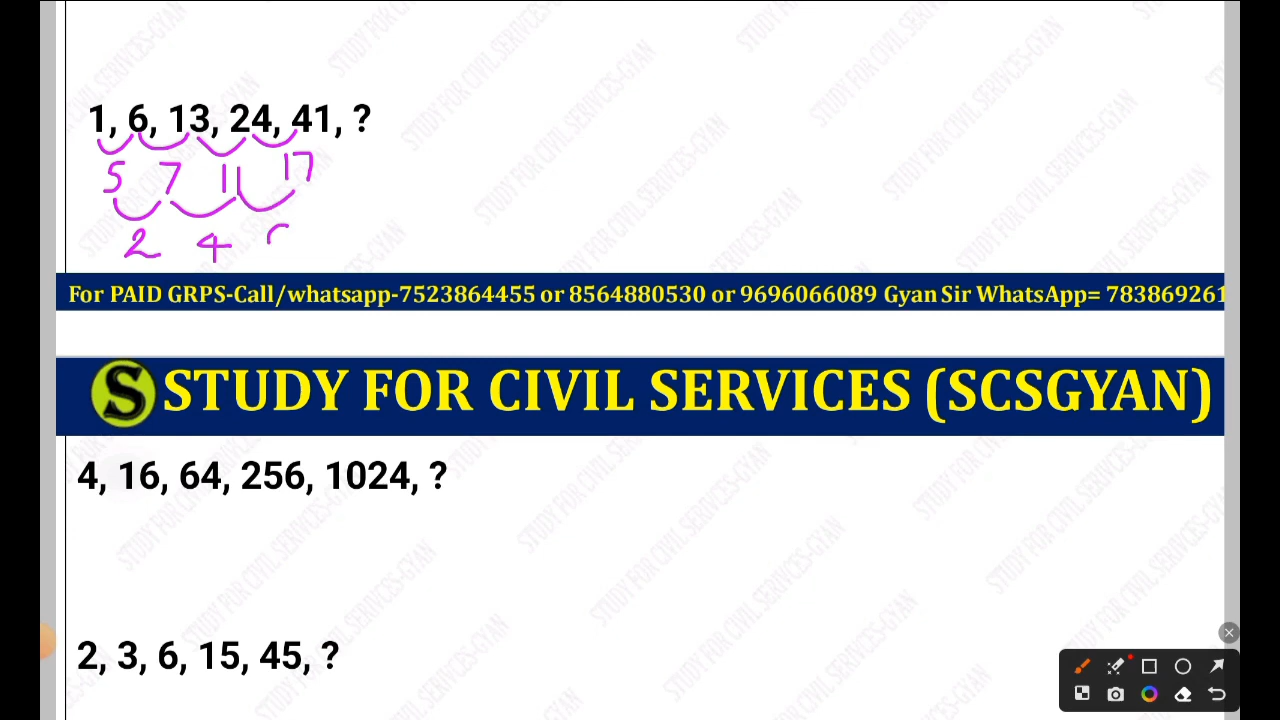 1, 6, 13, 24, 41, ?
5 7 11 17
2 4
For PAID GRPS-Call/whatsapp-7523864455 or 8564880530 or 9696066089 Gyan Sir WhatsApp= 783869261
S STUDY FOR CIVIL SERVICES (SCSGYAN)
4, 16, 64, 256, 1024, ?
2, 3, 6, 15, 45, ?